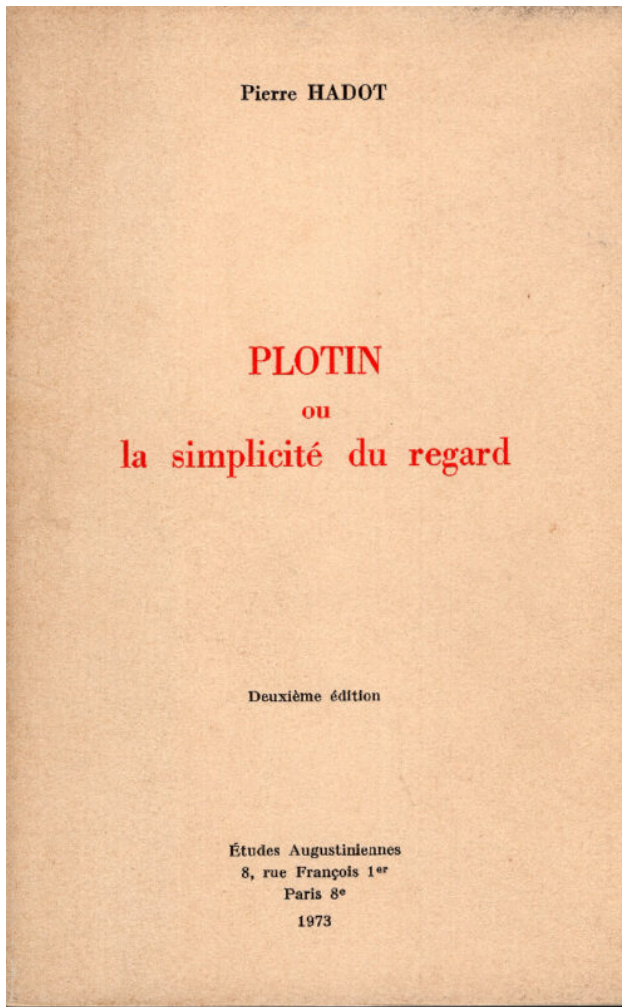 Pierre HADOT
PLOTIN
ou
la simplicité du regard
Deuxième édition
Études Augustiniennes
8, rue François 1er
Paris 8e
1973